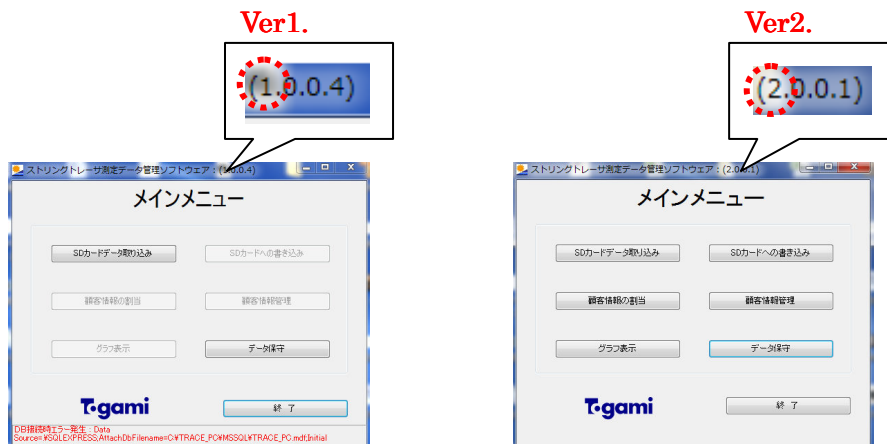 Ver1.
(1.0.0.4)
ストリングトレーサ測定データ管理ソフトウェア：(1.0.0.4)
メインメニュー
SDカードデータ取り込み
SDカードへの書き込み
顧客情報の割当
顧客情報管理
グラフ表示
データ保守
Togami
終 了
DB接続時エラー発生：Data
Source=.¥SQLEXPRESS;AttachDbFilename=C:¥TRACE_PC¥MSSQL¥TRACE_PC.mdf;Initial
Ver2.
(2.0.0.1)
ストリングトレーサ測定データ管理ソフトウェア：(2.0.0.1)
メインメニュー
SDカードデータ取り込み
SDカードへの書き込み
顧客情報の割当
顧客情報管理
グラフ表示
データ保守
Togami
終 了